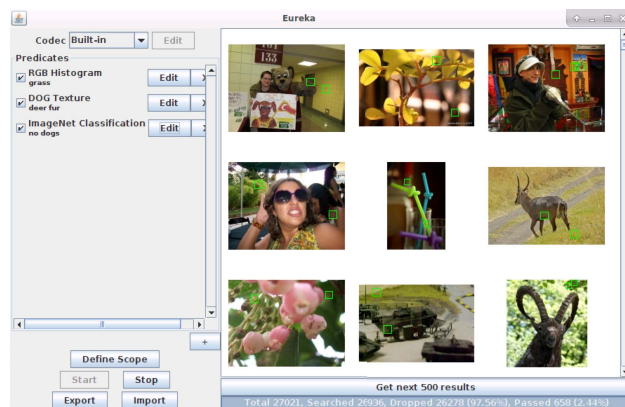 Eureka
Codec Built-in Edit
Predicates
RGB Histogram Edit
grass
DOG Texture Edit
deer fur
ImageNet Classification Edit
no dogs
+
Define Scope
Start Stop
Export Import
133
Get next 500 results
Total 27021, Searched 26936, Dropped 26278 (97.56%), Passed 658 (2.44%)